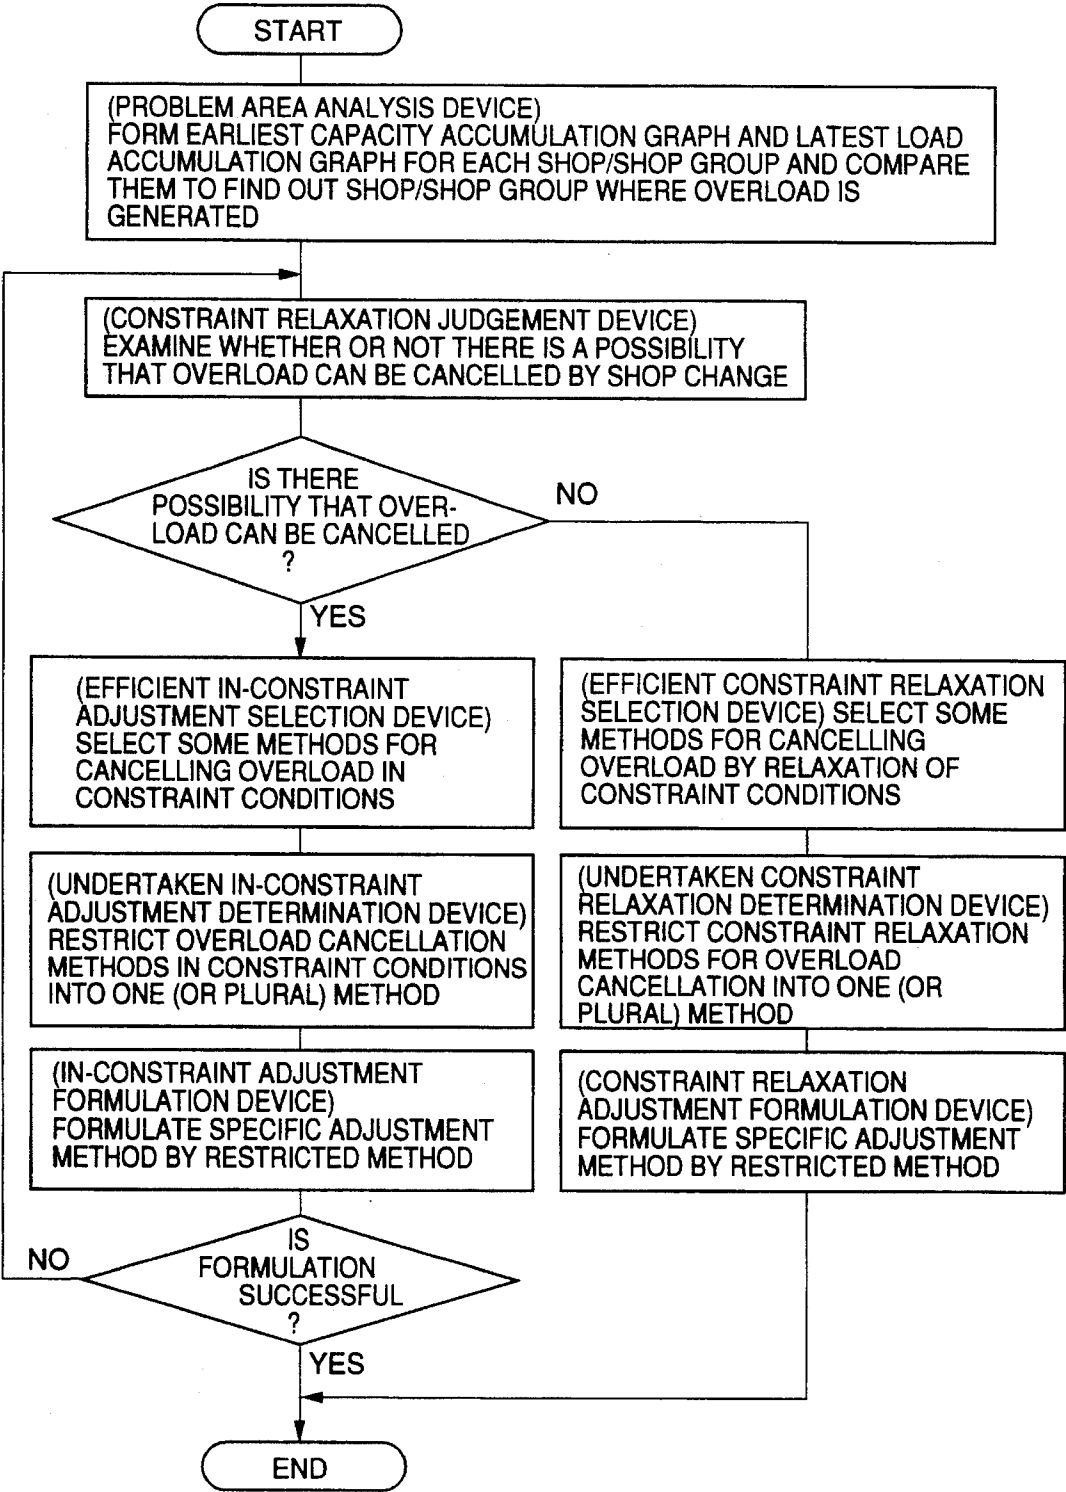 START
(PROBLEM AREA ANALYSIS DEVICE)
FORM EARLIEST CAPACITY ACCUMULATION GRAPH AND LATEST LOAD
ACCUMULATION GRAPH FOR EACH SHOP/SHOP GROUP AND COMPARE
THEM TO FIND OUT SHOP/SHOP GROUP WHERE OVERLOAD IS
GENERATED
(CONSTRAINT RELAXATION JUDGEMENT DEVICE)
EXAMINE WHETHER OR NOT THERE IS A POSSIBILITY
THAT OVERLOAD CAN BE CANCELLED BY SHOP CHANGE
IS THERE
POSSIBILITY THAT OVER-
LOAD CAN BE CANCELLED
?
NO
YES
(EFFICIENT IN-CONSTRAINT
ADJUSTMENT SELECTION DEVICE)
SELECT SOME METHODS FOR
CANCELLING OVERLOAD IN
CONSTRAINT CONDITIONS
(EFFICIENT CONSTRAINT RELAXATION
SELECTION DEVICE) SELECT SOME
METHODS FOR CANCELLING
OVERLOAD BY RELAXATION OF
CONSTRAINT CONDITIONS
(UNDERTAKEN IN-CONSTRAINT
ADJUSTMENT DETERMINATION DEVICE)
RESTRICT OVERLOAD CANCELLATION
METHODS IN CONSTRAINT CONDITIONS
INTO ONE (OR PLURAL) METHOD
(UNDERTAKEN CONSTRAINT
RELAXATION DETERMINATION DEVICE)
RESTRICT CONSTRAINT RELAXATION
METHODS FOR OVERLOAD
CANCELLATION INTO ONE (OR
PLURAL) METHOD
(IN-CONSTRAINT ADJUSTMENT
FORMULATION DEVICE)
FORMULATE SPECIFIC ADJUSTMENT
METHOD BY RESTRICTED METHOD
(CONSTRAINT RELAXATION
ADJUSTMENT FORMULATION DEVICE)
FORMULATE SPECIFIC ADJUSTMENT
METHOD BY RESTRICTED METHOD
IS
FORMULATION
SUCCESSFUL
?
NO
YES
END